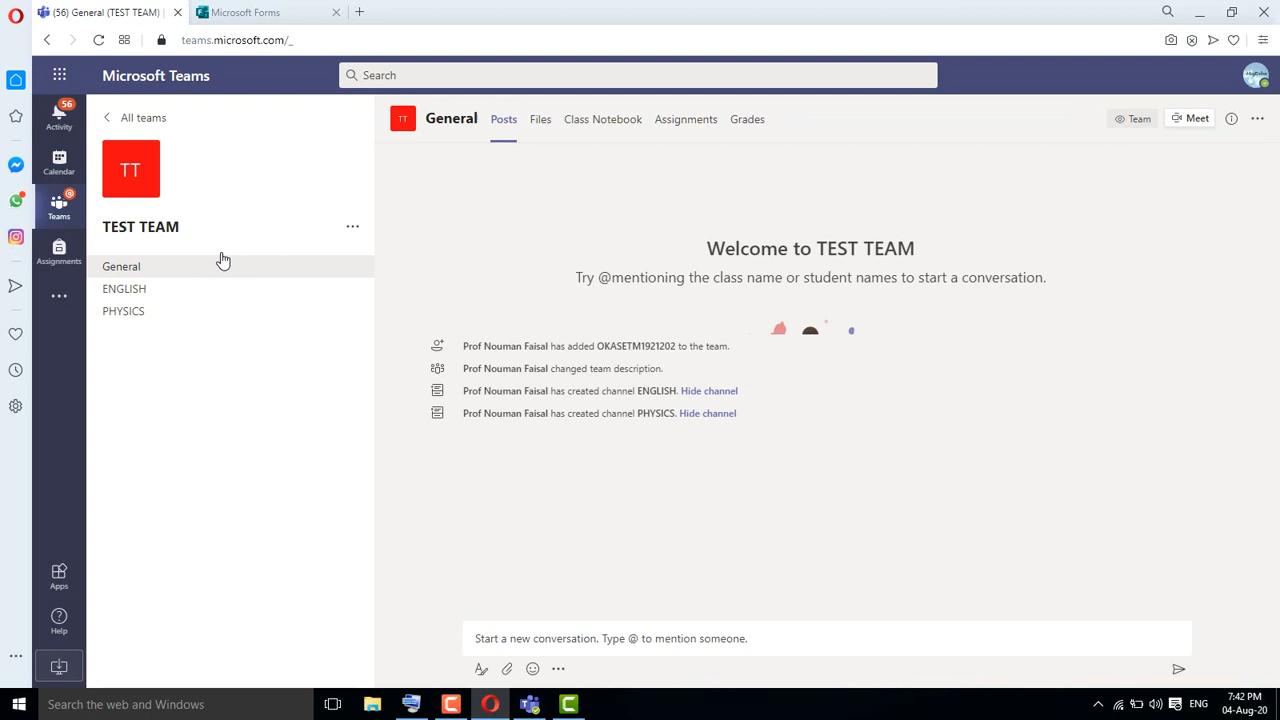 (56) General (TEST TEAM) |
Microsoft Forms
teams.microsoft.com/_
Microsoft Teams
Search
56
Activity
Calendar
Teams
Assignments
Apps
Help
All teams
TT
TEST TEAM
General
ENGLISH
PHYSICS
TT
General
Posts
Files
Class Notebook
Assignments
Grades
Team
Meet
Welcome to TEST TEAM
Try @mentioning the class name or student names to start a conversation.
Prof Nouman Faisal has added OKASETM1921202 to the team.
Prof Nouman Faisal changed team description.
Prof Nouman Faisal has created channel ENGLISH. Hide channel
Prof Nouman Faisal has created channel PHYSICS. Hide channel
Start a new conversation. Type @ to mention someone.
Search the web and Windows
ENG
7:42 PM
04-Aug-20